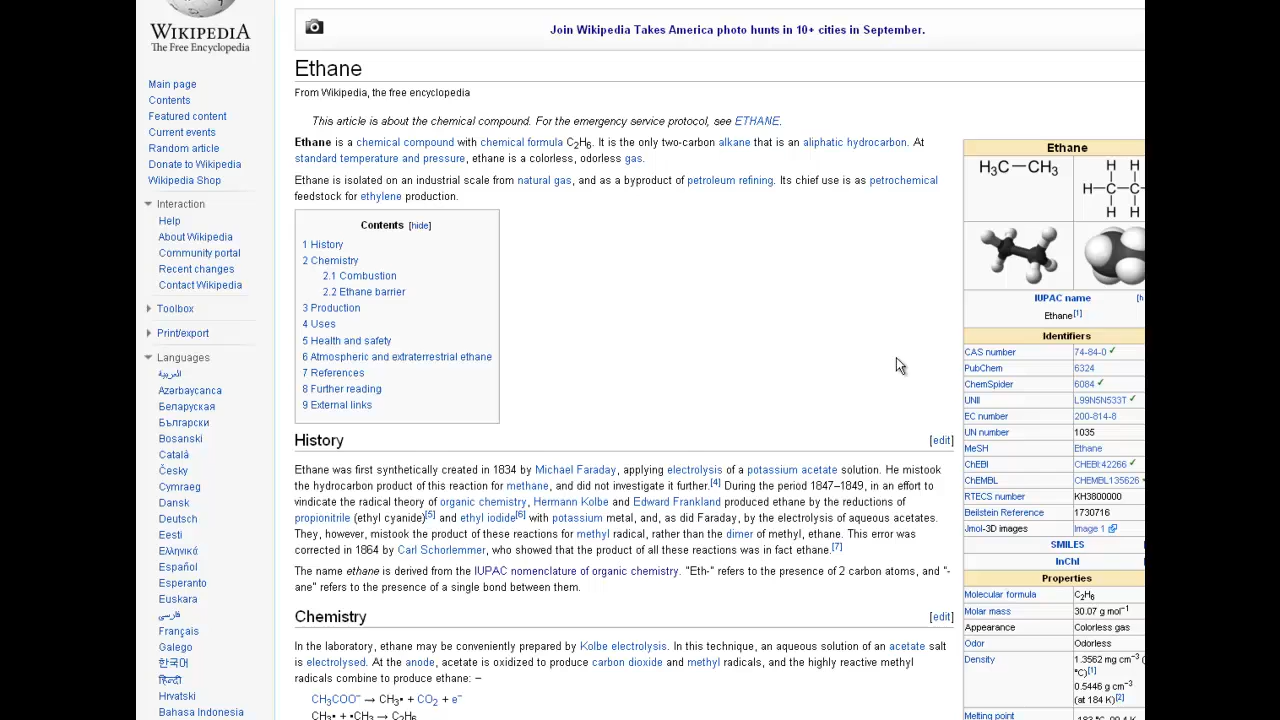 WIKIPEDIA
The Free Encyclopedia
Main page
Contents
Featured content
Current events
Random article
Donate to Wikipedia
Wikipedia Shop
Interaction
Help
About Wikipedia
Community portal
Recent changes
Contact Wikipedia
Toolbox
Print/export
Languages
العربية
Azərbaycanca
Беларуская
Български
Bosanski
Català
Česky
Cymraeg
Dansk
Deutsch
Eesti
Ελληνικά
Español
Esperanto
Euskara
فارسی
Français
Galego
한국어
हिन्दी
Hrvatski
Bahasa Indonesia
Join Wikipedia Takes America photo hunts in 10+ cities in September.
Ethane
From Wikipedia, the free encyclopedia
This article is about the chemical compound. For the emergency service protocol, see ETHANE.
Ethane is a chemical compound with chemical formula C₂H₆. It is the only two-carbon alkane that is an aliphatic hydrocarbon. At
standard temperature and pressure, ethane is a colorless, odorless gas.
Ethane is isolated on an industrial scale from natural gas, and as a byproduct of petroleum refining. Its chief use is as petrochemical
feedstock for ethylene production.
Contents [hide]
1 History
2 Chemistry
2.1 Combustion
2.2 Ethane barrier
3 Production
4 Uses
5 Health and safety
6 Atmospheric and extraterrestrial ethane
7 References
8 Further reading
9 External links
History [edit]
Ethane was first synthetically created in 1834 by Michael Faraday, applying electrolysis of a potassium acetate solution. He mistook
the hydrocarbon product of this reaction for methane, and did not investigate it further.[4] During the period 1847–1849, in an effort to
vindicate the radical theory of organic chemistry, Hermann Kolbe and Edward Frankland produced ethane by the reductions of
propionitrile (ethyl cyanide)[5] and ethyl iodide[6] with potassium metal, and, as did Faraday, by the electrolysis of aqueous acetates.
They, however, mistook the product of these reactions for methyl radical, rather than the dimer of methyl, ethane. This error was
corrected in 1864 by Carl Schorlemmer, who showed that the product of all these reactions was in fact ethane.[7]
The name ethane is derived from the IUPAC nomenclature of organic chemistry. "Eth-" refers to the presence of 2 carbon atoms, and "-
ane" refers to the presence of a single bond between them.
Chemistry [edit]
In the laboratory, ethane may be conveniently prepared by Kolbe electrolysis. In this technique, an aqueous solution of an acetate salt
is electrolysed. At the anode, acetate is oxidized to produce carbon dioxide and methyl radicals, and the highly reactive methyl
radicals combine to produce ethane: –
CH₃COO⁻ → CH₃• + CO₂ + e⁻
CH₃• + •CH₃ → C₂H₆
Ethane
H₃C—CH₃
H H
H—C—C
H H
IUPAC name [h
Ethane[1]
Identifiers
CAS number 74-84-0 ✓
PubChem 6324
ChemSpider 6084 ✓
UNII L99N5N533T ✓
EC number 200-814-8
UN number 1035
MeSH Ethane
ChEBI CHEBI:42266 ✓
ChEMBL CHEMBL135626
RTECS number KH3800000
Beilstein Reference 1730716
Jmol-3D images Image 1
SMILES [
InChI [
Properties
Molecular formula C₂H₆
Molar mass 30.07 g mol⁻¹
Appearance Colorless gas
Odor Odorless
Density 1.3562 mg cm⁻³ (
°C)[1]
0.5446 g cm⁻³
(at 184 K)[2]
Melting point